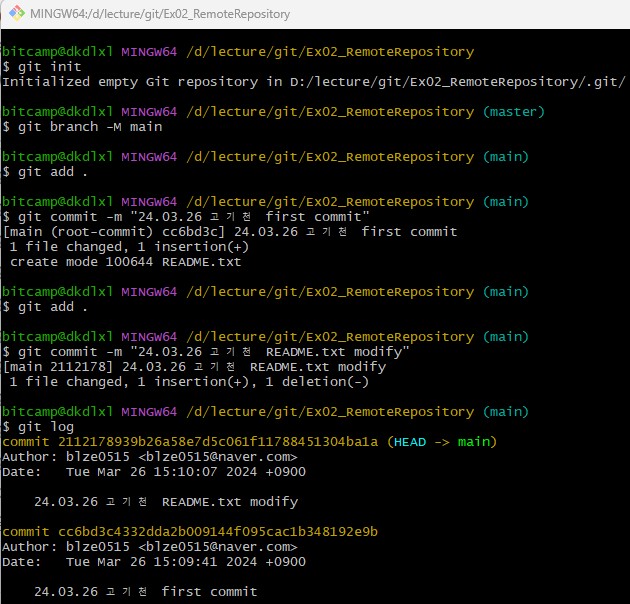 MINGW64:/d/lecture/git/Ex02_RemoteRepository
bitcamp@dkdlxl MINGW64 /d/lecture/git/Ex02_RemoteRepository
$ git init
Initialized empty Git repository in D:/lecture/git/Ex02_RemoteRepository/.git/
bitcamp@dkdlxl MINGW64 /d/lecture/git/Ex02_RemoteRepository (master)
$ git branch -M main
bitcamp@dkdlxl MINGW64 /d/lecture/git/Ex02_RemoteRepository (main)
$ git add .
bitcamp@dkdlxl MINGW64 /d/lecture/git/Ex02_RemoteRepository (main)
$ git commit -m "24.03.26 고기천 first commit"
[main (root-commit) cc6bd3c] 24.03.26 고기천 first commit
1 file changed, 1 insertion(+)
create mode 100644 README.txt
bitcamp@dkdlxl MINGW64 /d/lecture/git/Ex02_RemoteRepository (main)
$ git add .
bitcamp@dkdlxl MINGW64 /d/lecture/git/Ex02_RemoteRepository (main)
$ git commit -m "24.03.26 고기천 README.txt modify"
[main 2112178] 24.03.26 고기천 README.txt modify
1 file changed, 1 insertion(+), 1 deletion(-)
bitcamp@dkdlxl MINGW64 /d/lecture/git/Ex02_RemoteRepository (main)
$ git log
commit 2112178939b26a58e7d5c061f11788451304ba1a (HEAD -> main)
Author: blze0515 <blze0515@naver.com>
Date:   Tue Mar 26 15:10:07 2024 +0900
24.03.26 고기천 README.txt modify
commit cc6bd3c4332dda2b009144f095cac1b348192e9b
Author: blze0515 <blze0515@naver.com>
Date:   Tue Mar 26 15:09:41 2024 +0900
24.03.26 고기천 first commit